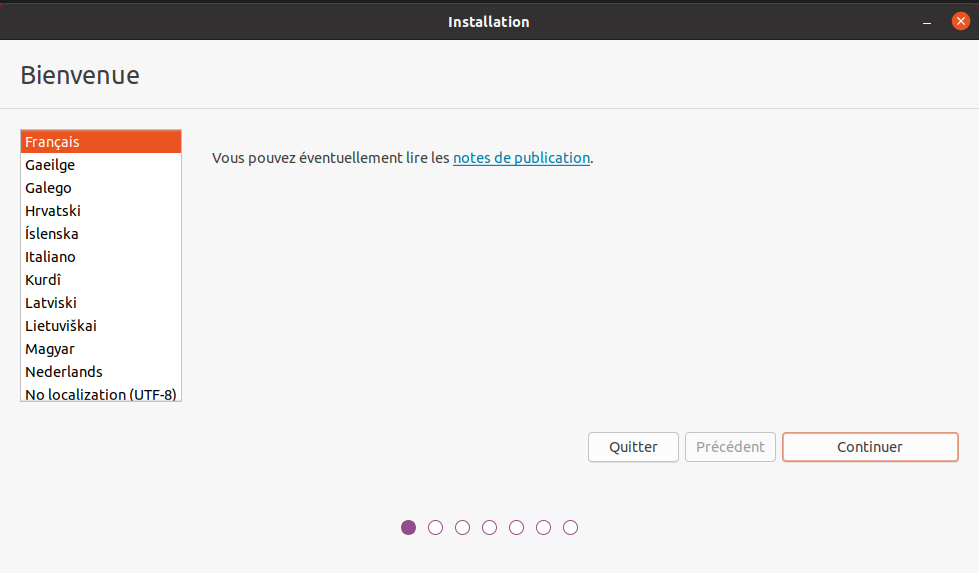 Installation
Bienvenue
Français
Gaeilge
Galego
Hrvatski
Íslenska
Italiano
Kurdî
Latviski
Lietuviškai
Magyar
Nederlands
No localization (UTF-8)
Vous pouvez éventuellement lire les notes de publication.
Quitter
Précédent
Continuer